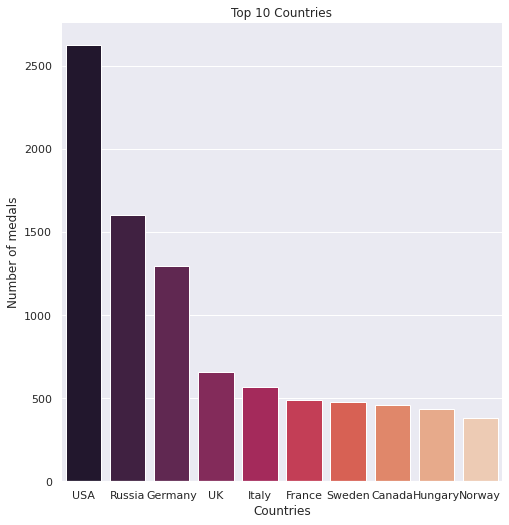 Top 10 Countries
Number of medals
2500
2000
1500
1000
500
0
USA Russia Germany UK Italy France Sweden Canada Hungary Norway
Countries